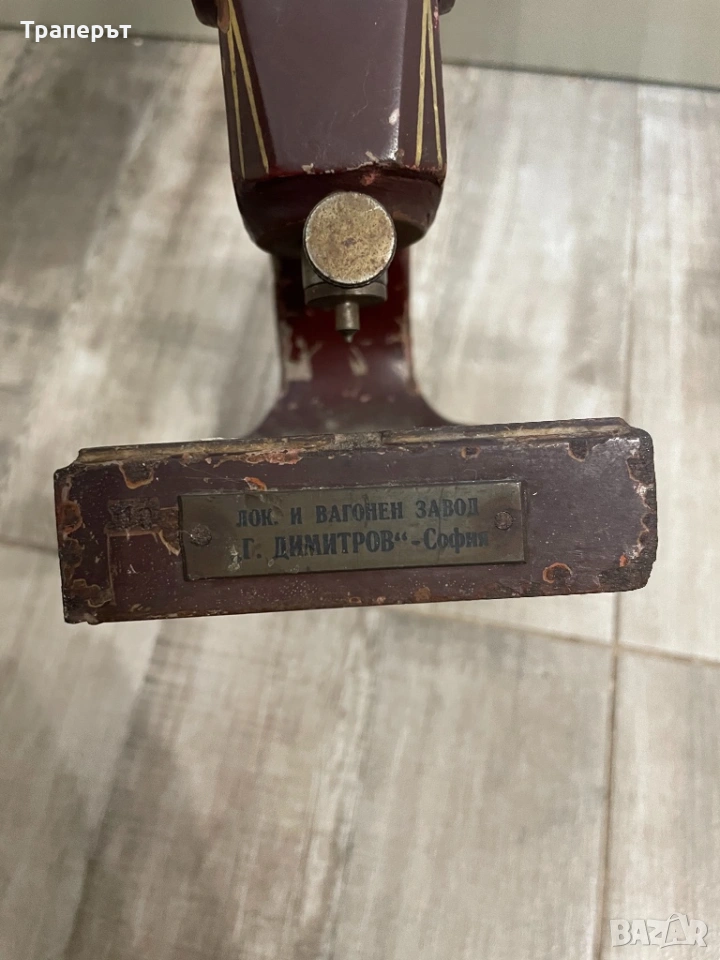 Траперът
ЛОК. И ВАГОНЕН ЗАВОД
„Г. ДИМИТРОВ“-София
BAZAR